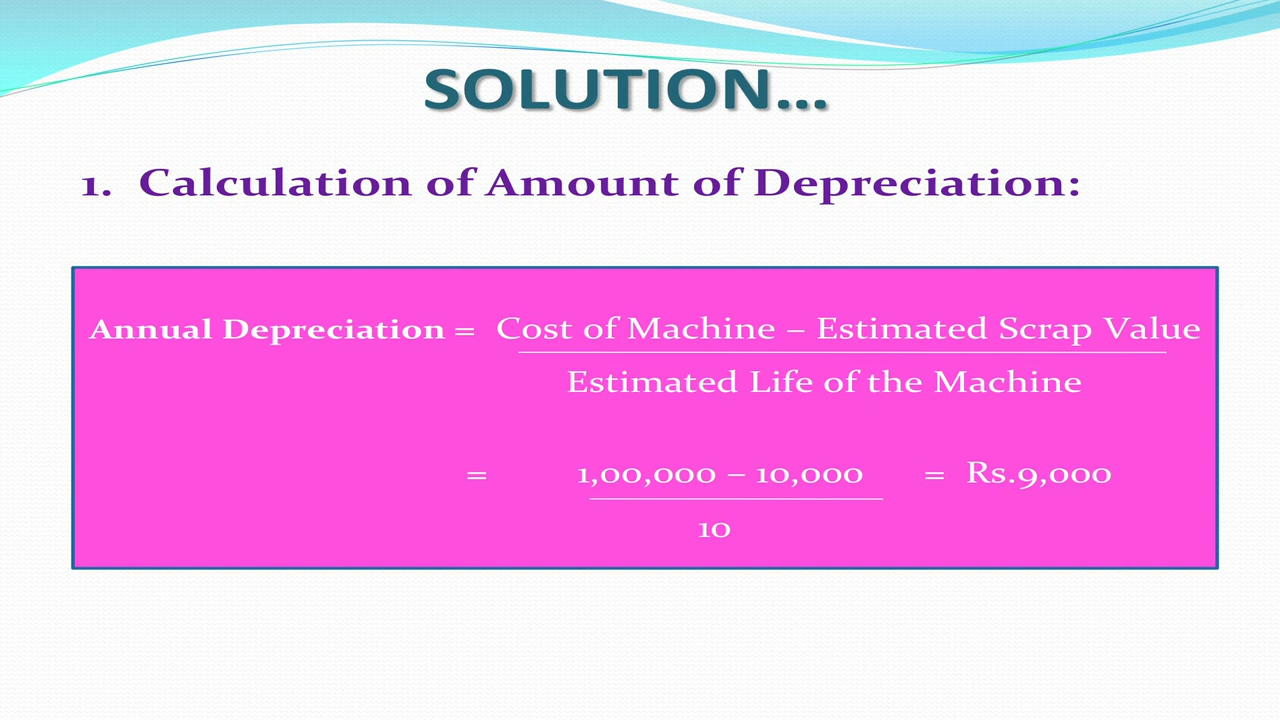 SOLUTION...
1. Calculation of Amount of Depreciation:
Annual Depreciation = Cost of Machine – Estimated Scrap Value
Estimated Life of the Machine
= 1,00,000 – 10,000 = Rs.9,000
10